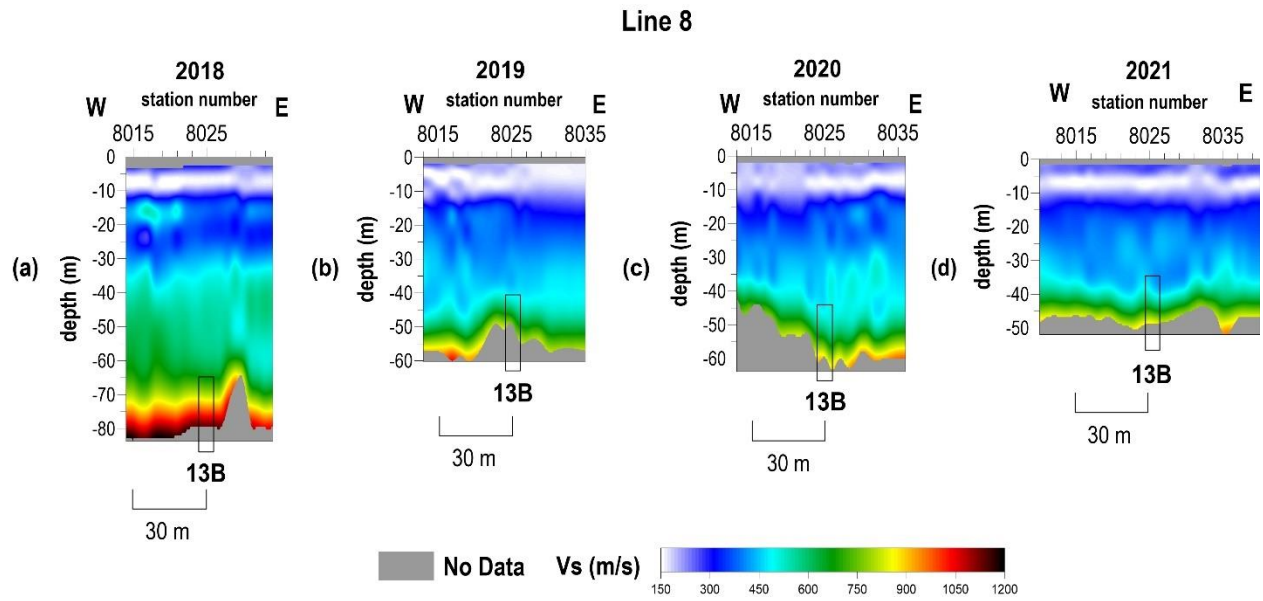 Line 8
2018
station number
W E
8015 8025
0
-10
-20
-30
-40
-50
-60
-70
-80
depth (m)
(a)
13B
30 m
2019
station number
W E
8015 8025 8035
0
-10
-20
-30
-40
-50
-60
depth (m)
(b)
13B
30 m
2020
station number
W E
8015 8025 8035
0
-10
-20
-30
-40
-50
-60
depth (m)
(c)
13B
30 m
2021
station number
W E
8015 8025 8035
0
-10
-20
-30
-40
-50
depth (m)
(d)
13B
30 m
No Data
Vs (m/s)
150 300 450 600 750 900 1050 1200